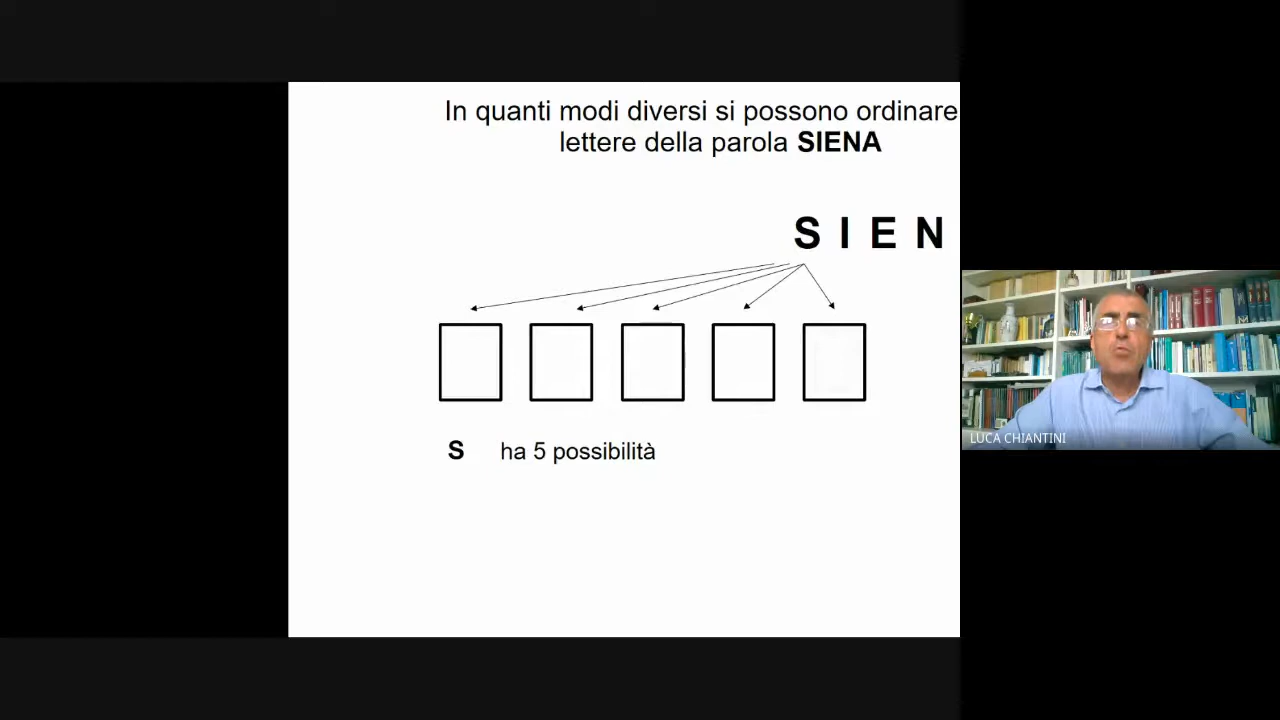 In quanti modi diversi si possono ordinare
lettere della parola SIENA
S I E N
S ha 5 possibilità
LUCA CHIANTINI